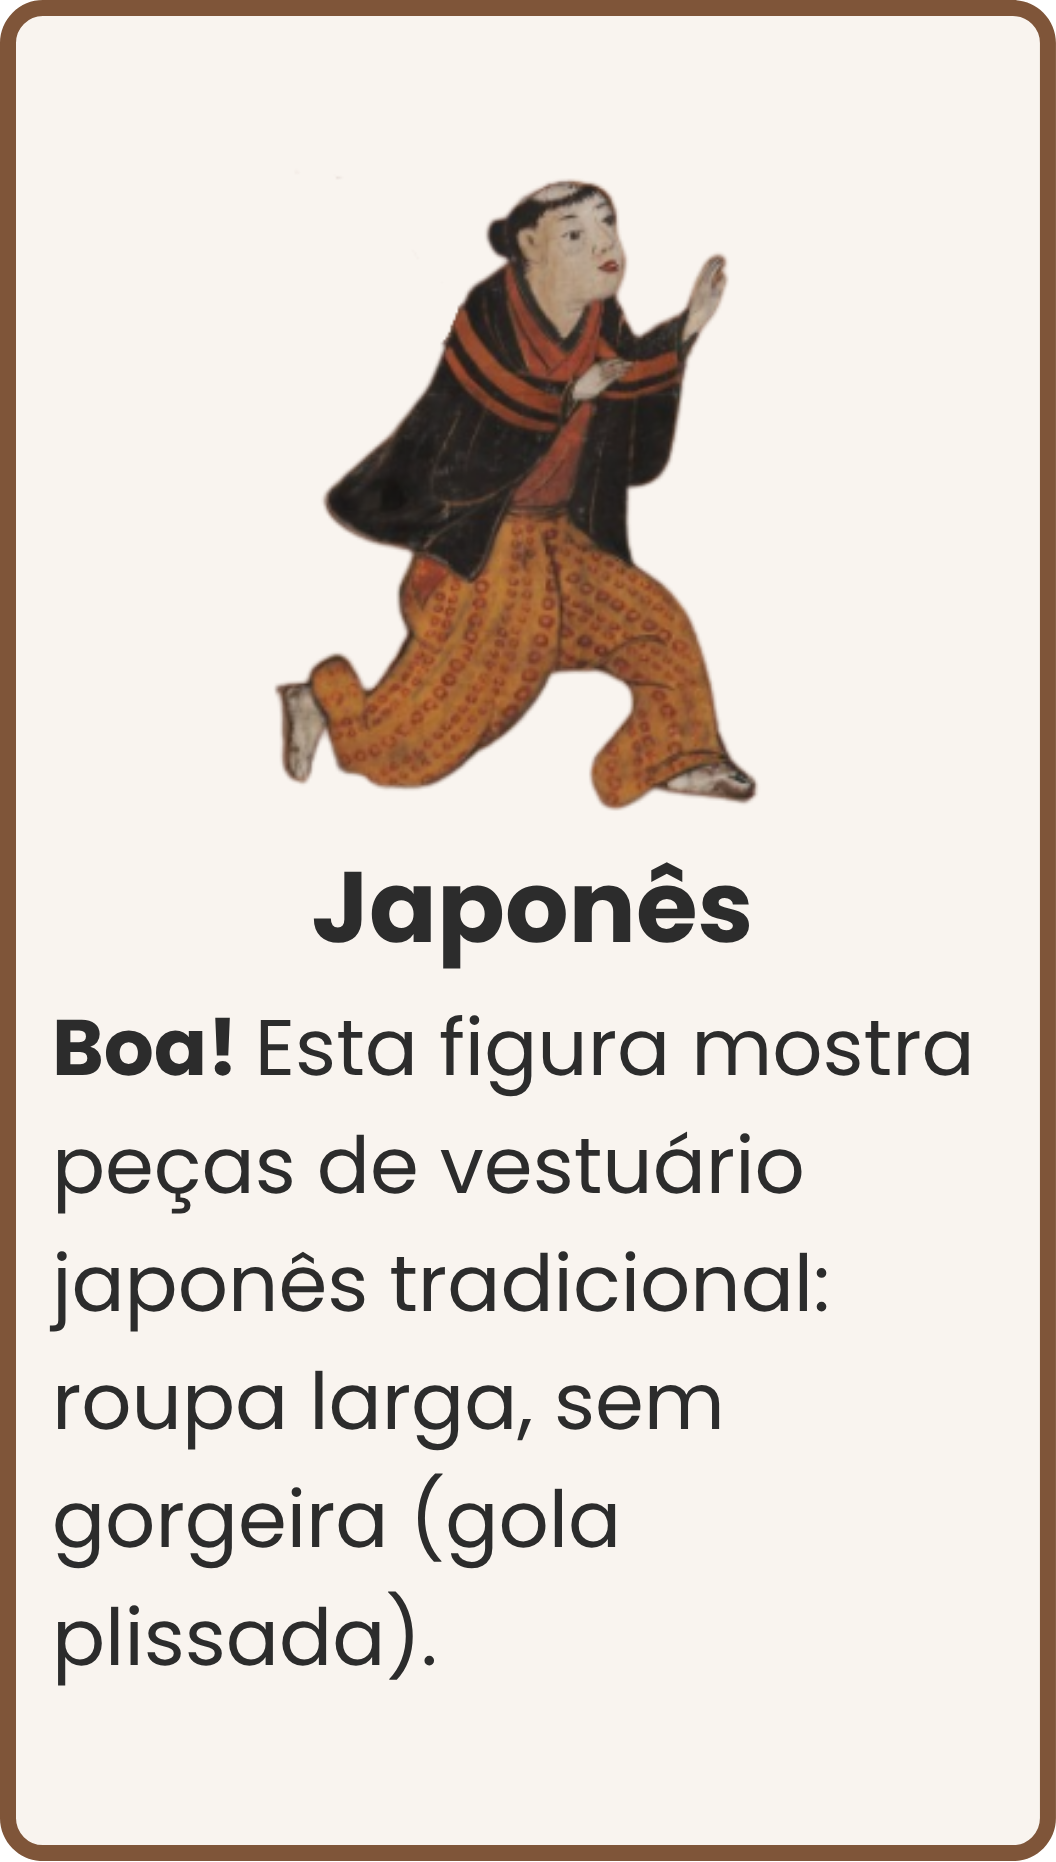 Japonês
Boa! Esta figura mostra
peças de vestuário
japonês tradicional:
roupa larga, sem
gorgeira (gola
plissada).